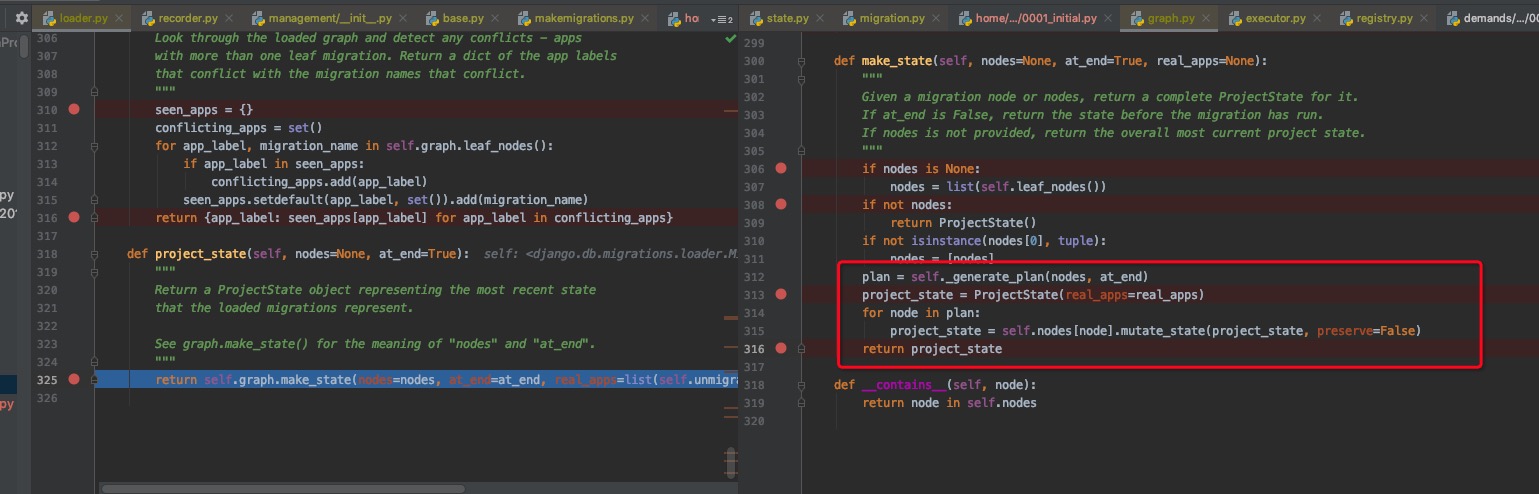 loader.py
recorder.py
management/__init__.py
base.py
makemigrations.py
2
state.py
migration.py
home/.../0001_initial.py
graph.py
executor.py
registry.py
306 Look through the loaded graph and detect any conflicts - apps
307 with more than one leaf migration. Return a dict of the app labels
308 that conflict with the migration names that conflict.
309 """
310 seen_apps = {}
311 conflicting_apps = set()
312 for app_label, migration_name in self.graph.leaf_nodes():
313 if app_label in seen_apps:
314 conflicting_apps.add(app_label)
315 seen_apps.setdefault(app_label, set()).add(migration_name)
316 return {app_label: seen_apps[app_label] for app_label in conflicting_apps}
317
318 def project_state(self, nodes=None, at_end=True): self: <django.db.migrations.loader.M
319 """
320 Return a ProjectState object representing the most recent state
321 that the loaded migrations represent.
322
323 See graph.make_state() for the meaning of "nodes" and "at_end".
324 """
325 return self.graph.make_state(nodes=nodes, at_end=at_end, real_apps=list(self.unmigra
326
299
300 def make_state(self, nodes=None, at_end=True, real_apps=None):
301 """
302 Given a migration node or nodes, return a complete ProjectState for it.
303 If at_end is False, return the state before the migration has run.
304 If nodes is not provided, return the overall most current project state.
305 """
306 if nodes is None:
307 nodes = list(self.leaf_nodes())
308 if not nodes:
309 return ProjectState()
310 if not isinstance(nodes[0], tuple):
311 nodes = [nodes]
312 plan = self._generate_plan(nodes, at_end)
313 project_state = ProjectState(real_apps=real_apps)
314 for node in plan:
315 project_state = self.nodes[node].mutate_state(project_state, preserve=False)
316 return project_state
317
318 def __contains__(self, node):
319 return node in self.nodes
320